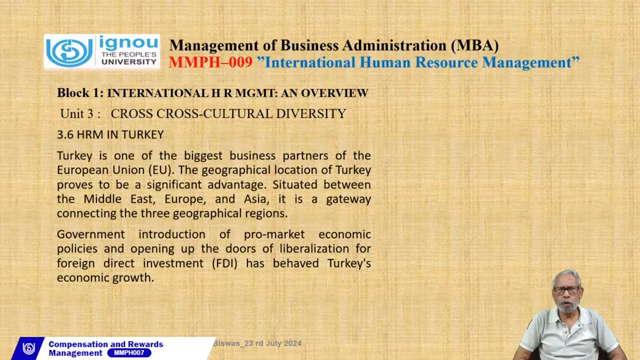 ignou
THE PEOPLE'S
UNIVERSITY
Management of Business Administration (MBA)
MMPH–009 ”International Human Resource Management”
Block 1: INTERNATIONAL H R MGMT: AN OVERVIEW
Unit 3 : CROSS CROSS-CULTURAL DIVERSITY
3.6 HRM IN TURKEY
Turkey is one of the biggest business partners of the
European Union (EU). The geographical location of Turkey
proves to be a significant advantage. Situated between
the Middle East, Europe, and Asia, it is a gateway
connecting the three geographical regions.
Government introduction of pro-market economic
policies and opening up the doors of liberalization for
foreign direct investment (FDI) has behaved Turkey's
economic growth.
Biswas_23 rd July 2024
Compensation and Rewards
Management MMPH007